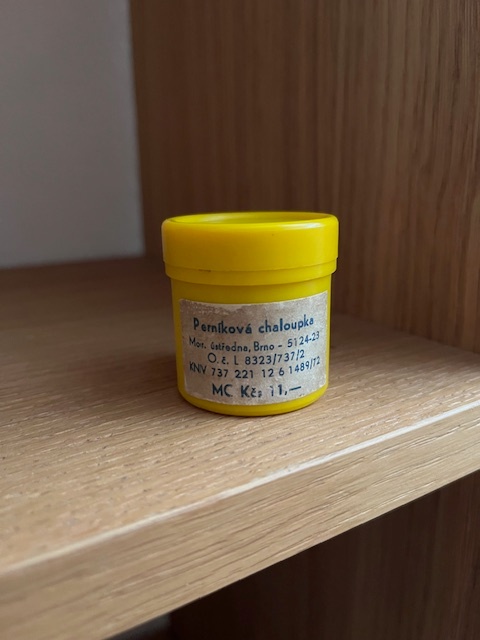 Perníková chaloupka
Mor. ústředna, Brno - 5124-23
O. č. L 8323/737/2
KNV 737 221 12 6 1489/72
MC Kčs 11,—